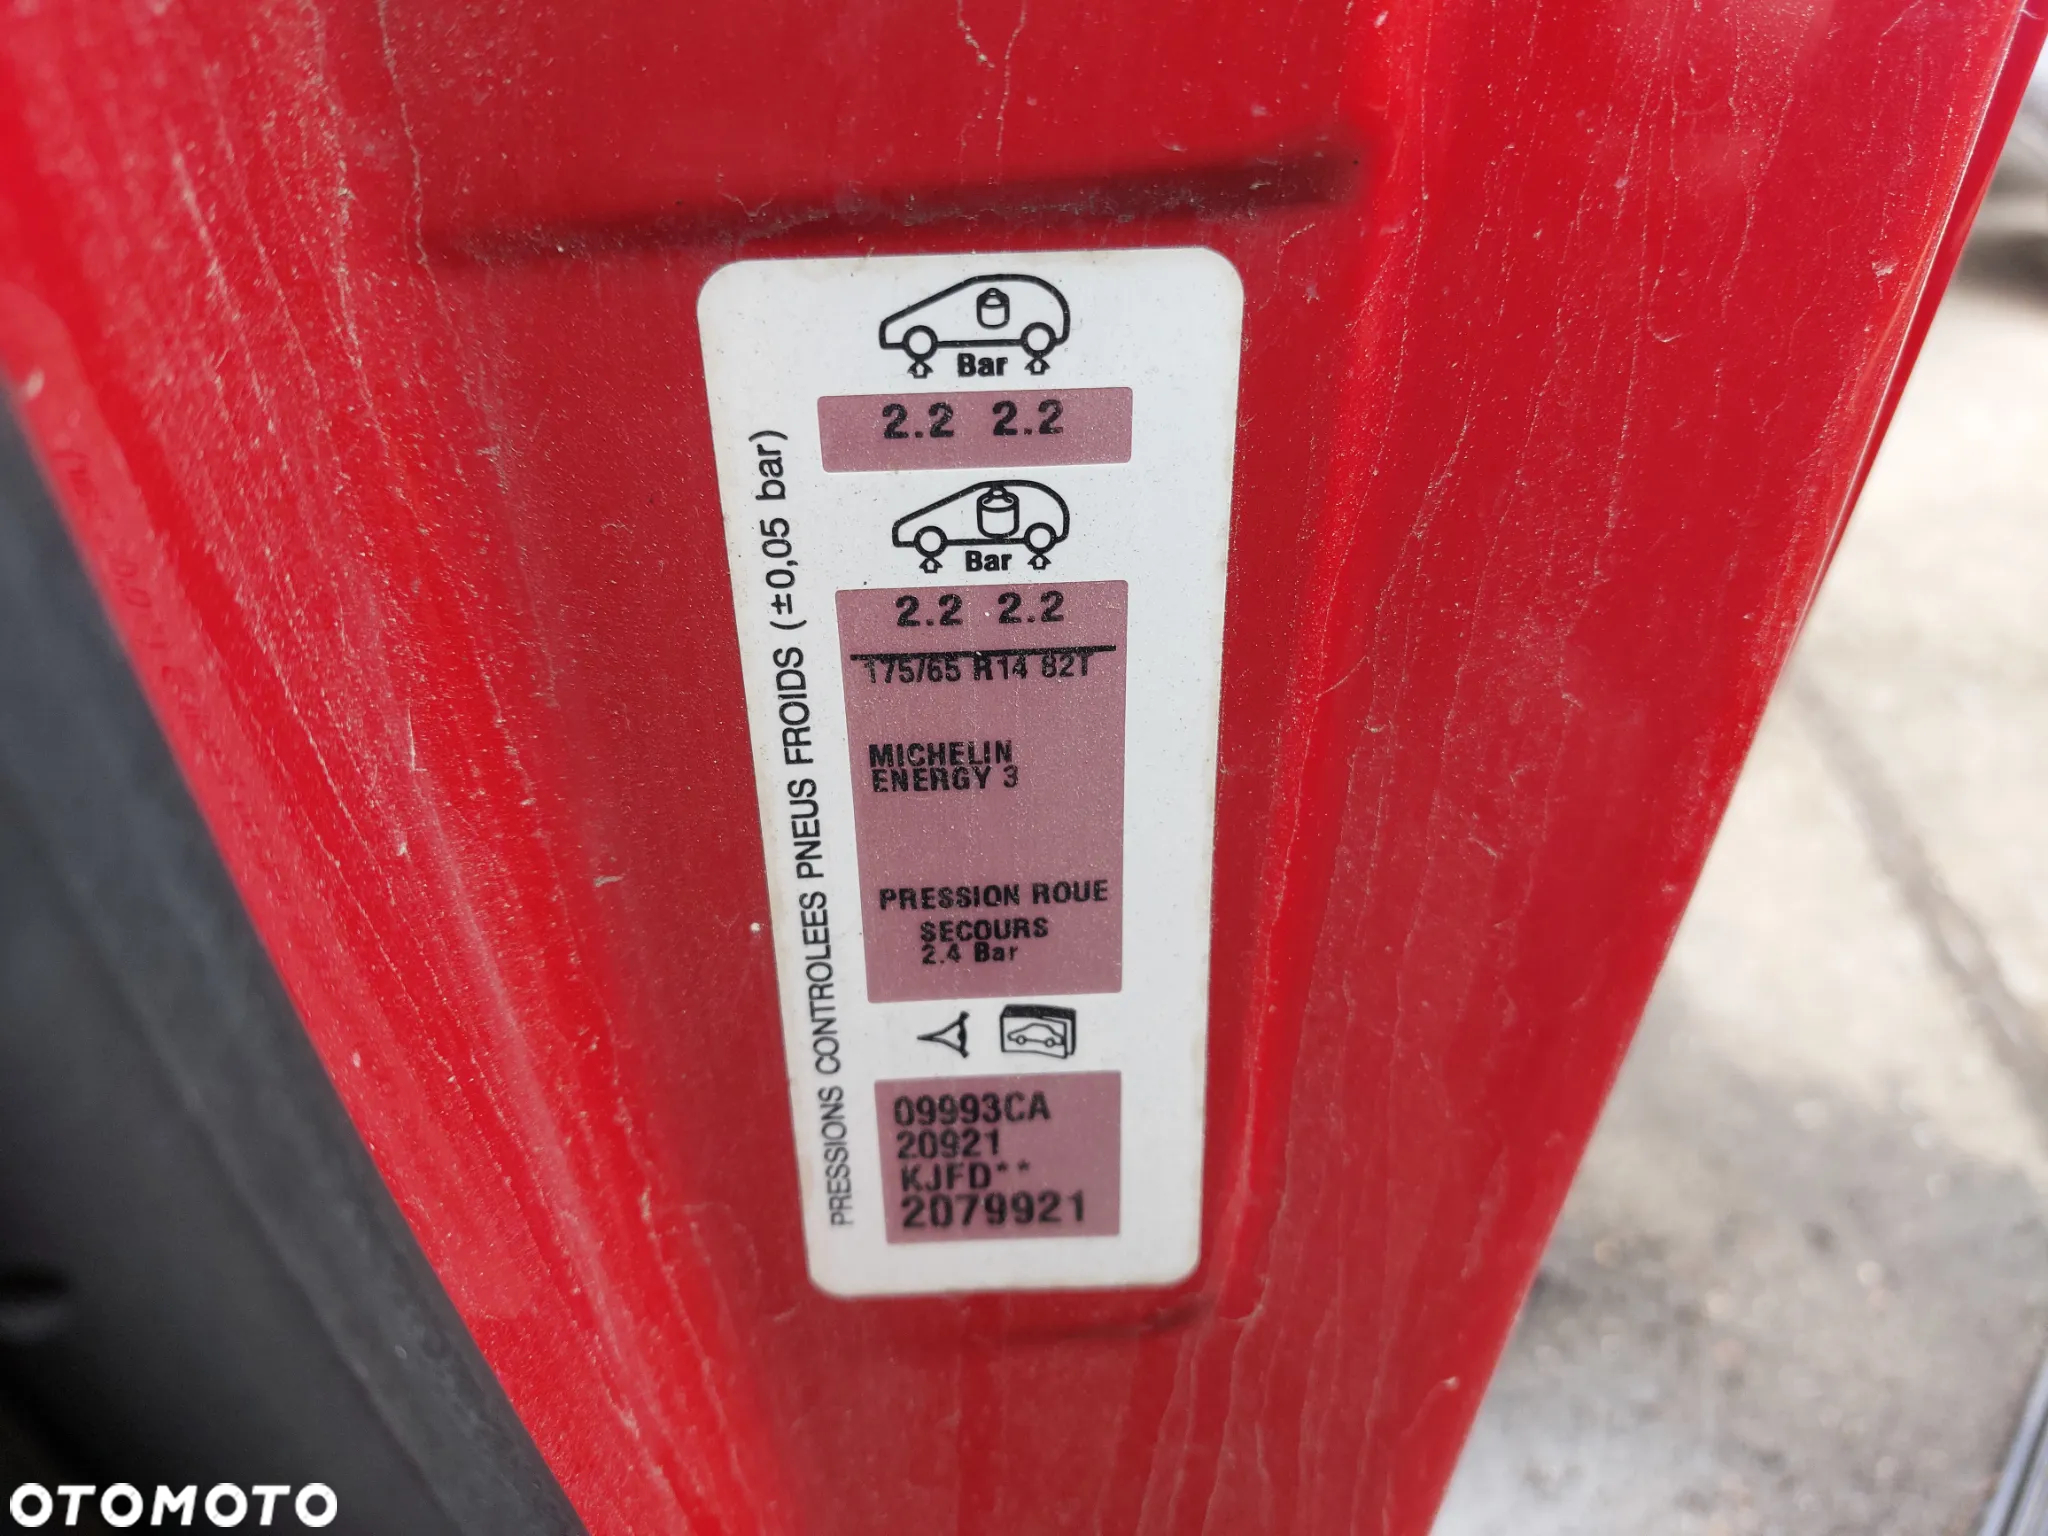 Bar
2.2 2.2
Bar
2.2 2.2
175/65 R14 82T
MICHELIN
ENERGY 3
PRESSION ROUE
SECOURS
2.4 Bar
PRESSIONS CONTROLEES PNEUS FROIDS (±0,05 bar)
09993CA
20921
KJFD**
2079921
OTOMOTO